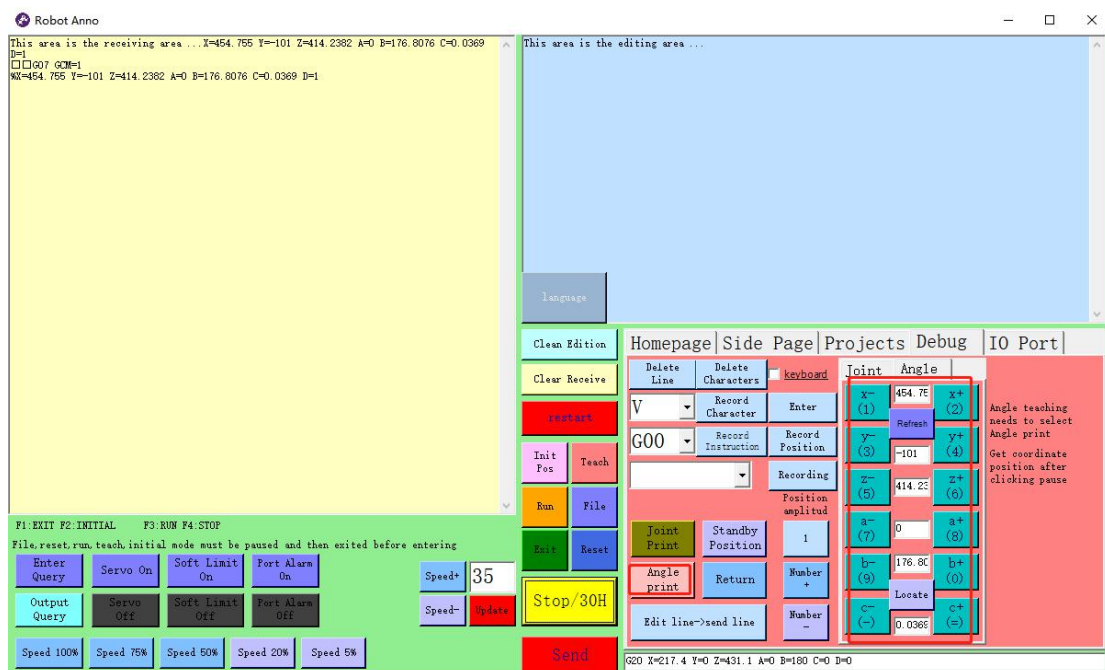 Robot Anno
This area is the receiving area ...X=454.755 Y=-101 Z=414.2382 A=0 B=176.8076 C=0.0369
D=1
□□G07 GCM=1
%X=454.755 Y=-101 Z=414.2382 A=0 B=176.8076 C=0.0369 D=1
This area is the editing area ...
language
Clean Edition
Clear Receive
restart
Init
Pos
Teach
Run
File
Exit
Reset
Stop/30H
Send
F1:EXIT F2:INITIAL F3:RUN F4:STOP
File,reset,run,teach,initial mode must be paused and then exited before entering
Enter
Query
Servo On
Soft Limit
On
Port Alarm
On
Speed+
35
Output
Query
Servo
Off
Soft Limit
Off
Port Alarm
Off
Speed-
Update
Speed 100%
Speed 75%
Speed 50%
Speed 20%
Speed 5%
Homepage
Side Page
Projects
Debug
IO Port
Delete
Line
Delete
Characters
keyboard
V
Record
Character
Enter
G00
Record
Instruction
Record
Position
Recording
Position
amplitud
Joint
Print
Standby
Position
1
Angle
print
Return
Number
+
Edit line->send line
Number
-
Joint
Angle
x-
(1)
454.75
x+
(2)
Refresh
y-
(3)
-101
y+
(4)
z-
(5)
414.23
z+
(6)
a-
(7)
0
a+
(8)
b-
(9)
176.80
b+
(0)
Locate
c-
(-)
0.0369
c+
(=)
Angle teaching
needs to select
Angle print
Get coordinate
position after
clicking pause
G20 X=217.4 Y=0 Z=431.1 A=0 B=180 C=0 D=0